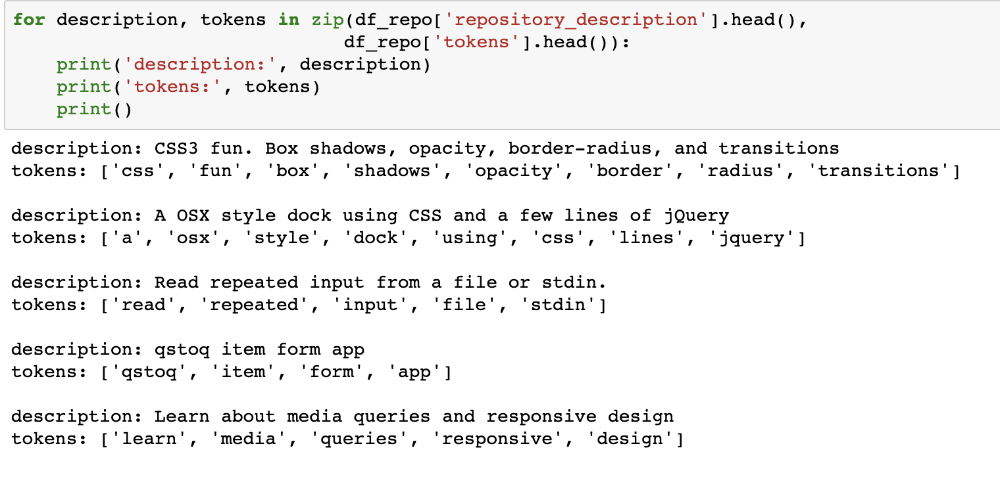 for description, tokens in zip(df_repo['repository_description'].head(),
                              df_repo['tokens'].head()):
    print('description:', description)
    print('tokens:', tokens)
    print()
description: CSS3 fun. Box shadows, opacity, border-radius, and transitions
tokens: ['css', 'fun', 'box', 'shadows', 'opacity', 'border', 'radius', 'transitions']
description: A OSX style dock using CSS and a few lines of jQuery
tokens: ['a', 'osx', 'style', 'dock', 'using', 'css', 'lines', 'jquery']
description: Read repeated input from a file or stdin.
tokens: ['read', 'repeated', 'input', 'file', 'stdin']
description: qstoq item form app
tokens: ['qstoq', 'item', 'form', 'app']
description: Learn about media queries and responsive design
tokens: ['learn', 'media', 'queries', 'responsive', 'design']